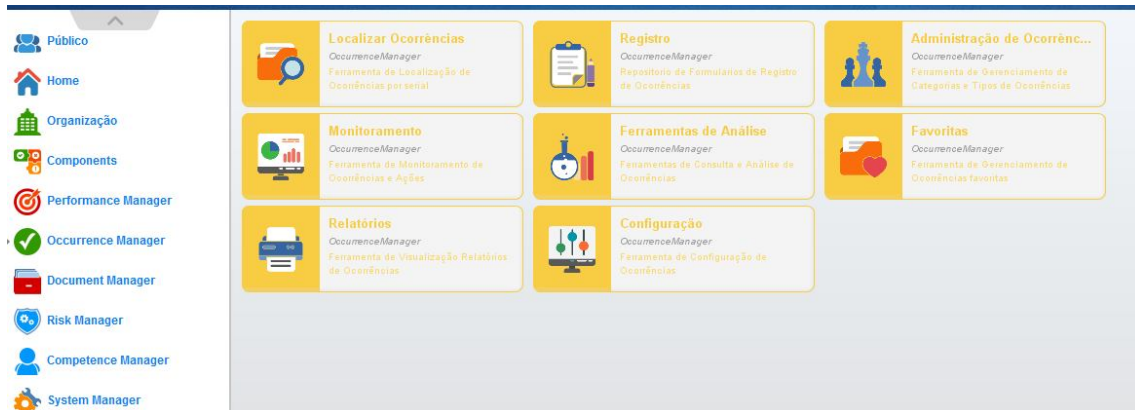 Público
Home
Organização
Components
Performance Manager
Occurrence Manager
Document Manager
Risk Manager
Competence Manager
System Manager
Localizar Ocorrências
OccurrenceManager
Ferramenta de Localização de
Ocorrências por serial
Registro
OccurrenceManager
Repositorio de Formulários de Registro
de Ocorrências
Administração de Ocorrênc...
OccurrenceManager
Ferramenta de Gerenciamento de
Categorias e Tipos de Ocorrências
Monitoramento
OccurrenceManager
Ferramenta de Monitoramento de
Ocorrências e Ações
Ferramentas de Análise
OccurrenceManager
Ferramentas de Consulta e Análise de
Ocorrências
Favoritas
OccurrenceManager
Ferramenta de Gerenciamento de
Ocorrências favoritas
Relatórios
OccurrenceManager
Ferramenta de Visualização Relatórios
de Ocorrências
Configuração
OccurrenceManager
Ferramenta de Configuração de
Ocorrências